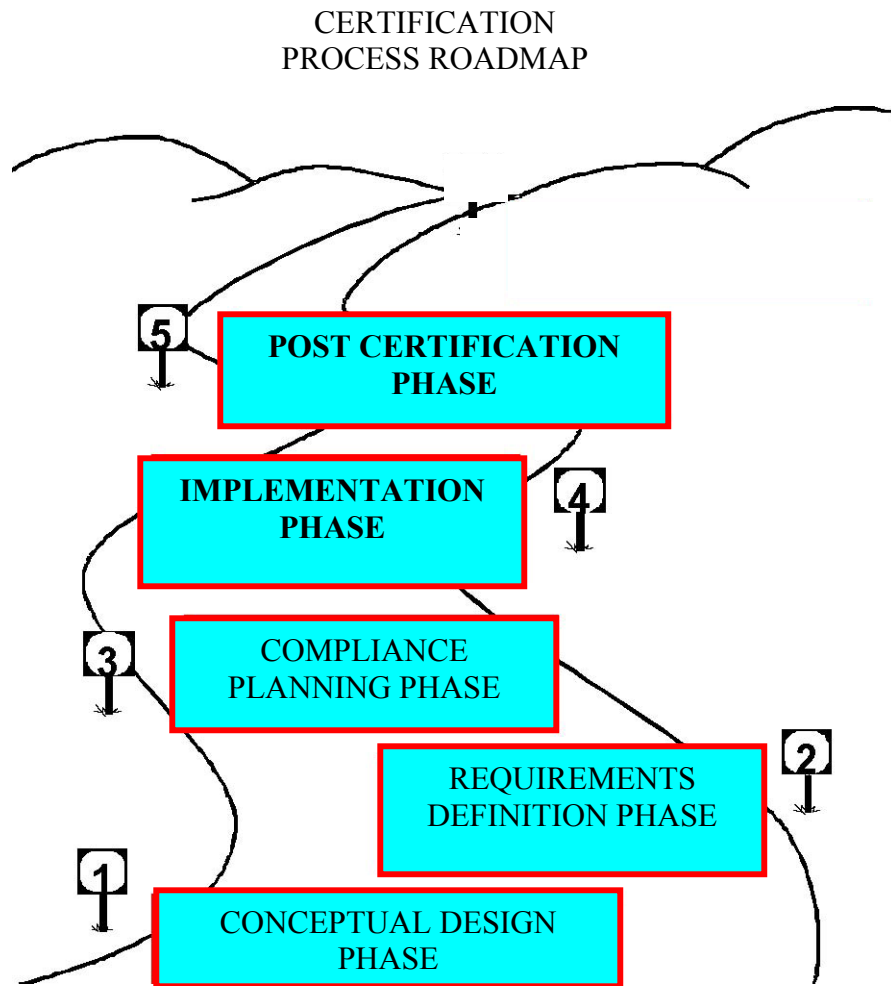 CERTIFICATION
PROCESS ROADMAP
5
POST CERTIFICATION
PHASE
IMPLEMENTATION
PHASE
4
3
COMPLIANCE
PLANNING PHASE
2
REQUIREMENTS
DEFINITION PHASE
1
CONCEPTUAL DESIGN
PHASE